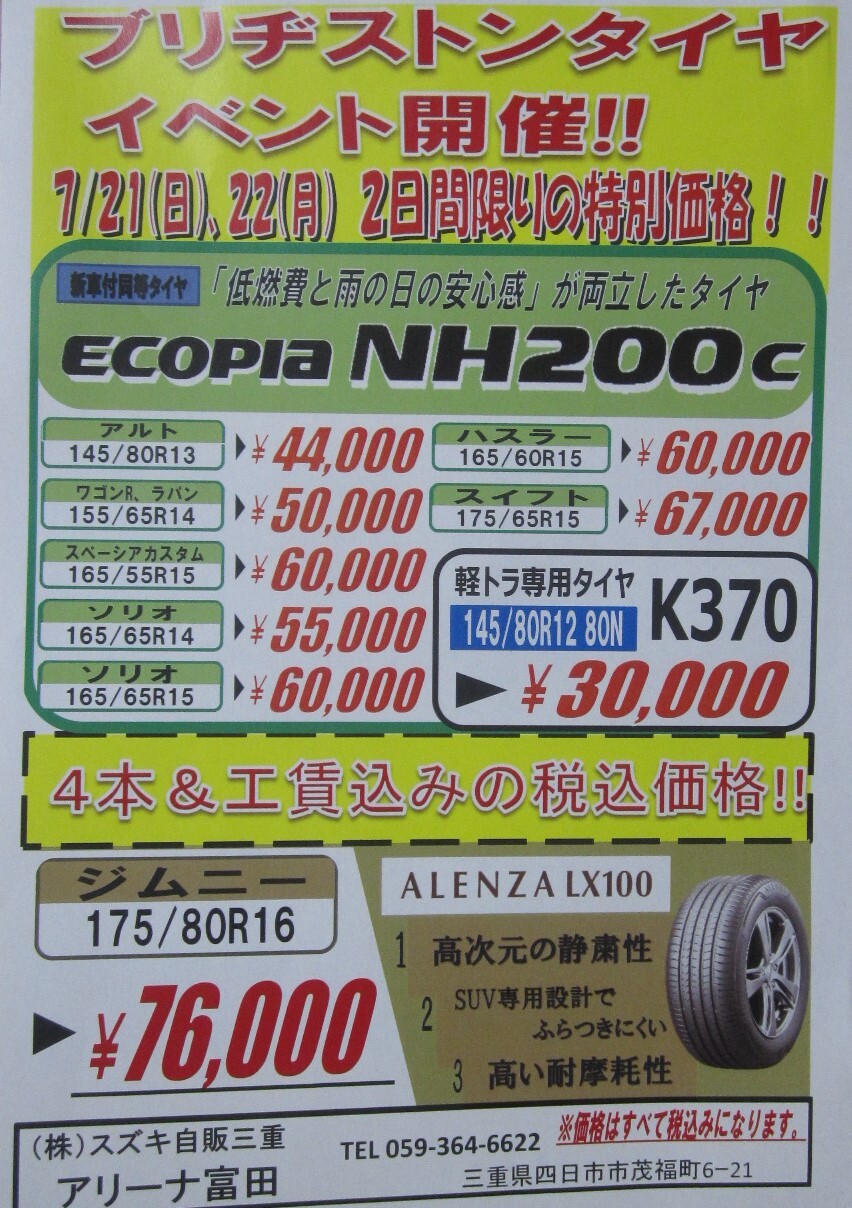 ブリヂストンタイヤ
イベント開催!!
7/21(日)、22(月) 2日間限りの特別価格！！
新車付同等タイヤ 「低燃費と雨の日の安心感」が両立したタイヤ
ECOPIA NH200 C
アルト
145/80R13 ¥44,000
ワゴンR、ラパン
155/65R14 ¥50,000
スペーシアカスタム
165/55R15 ¥60,000
ソリオ
165/65R14 ¥55,000
ソリオ
165/65R15 ¥60,000
ハスラー
165/60R15 ¥60,000
スイフト
175/65R15 ¥67,000
軽トラ専用タイヤ
145/80R12 80N K370
¥30,000
4本＆工賃込みの税込価格!!
ジムニー
175/80R16
¥76,000
ALENZA LX100
1 高次元の静粛性
2 SUV専用設計で
ふらつきにくい
3 高い耐摩耗性
※価格はすべて税込みになります。
(株)スズキ自販三重
アリーナ富田
TEL 059-364-6622
三重県四日市市茂福町6−21